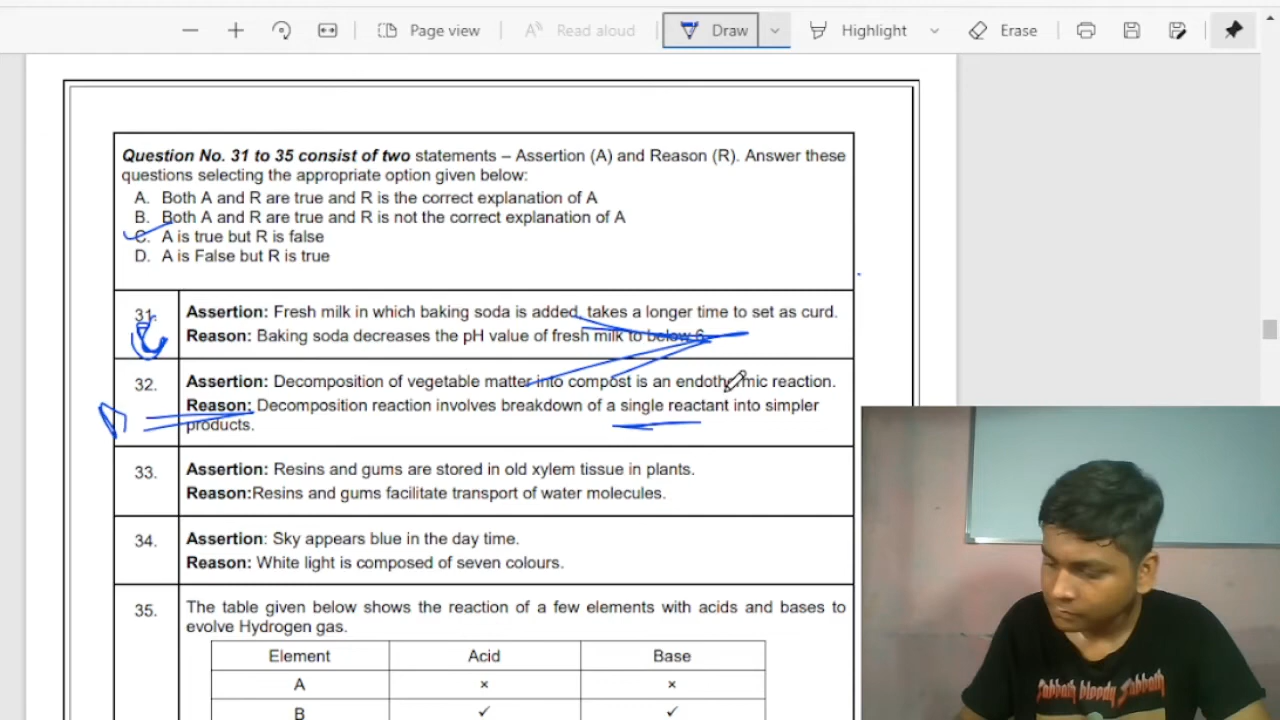 Page view
Read aloud
Draw
Highlight
Erase
Question No. 31 to 35 consist of two statements – Assertion (A) and Reason (R). Answer these
questions selecting the appropriate option given below:
A. Both A and R are true and R is the correct explanation of A
B. Both A and R are true and R is not the correct explanation of A
C. A is true but R is false
D. A is False but R is true
31. Assertion: Fresh milk in which baking soda is added, takes a longer time to set as curd.
Reason: Baking soda decreases the pH value of fresh milk to below 6.
32. Assertion: Decomposition of vegetable matter into compost is an endothermic reaction.
Reason: Decomposition reaction involves breakdown of a single reactant into simpler
products.
33. Assertion: Resins and gums are stored in old xylem tissue in plants.
Reason:Resins and gums facilitate transport of water molecules.
34. Assertion: Sky appears blue in the day time.
Reason: White light is composed of seven colours.
35. The table given below shows the reaction of a few elements with acids and bases to
evolve Hydrogen gas.
Element Acid Base
A × ×
B ✓ ✓
Sabbath bloody Sabbath